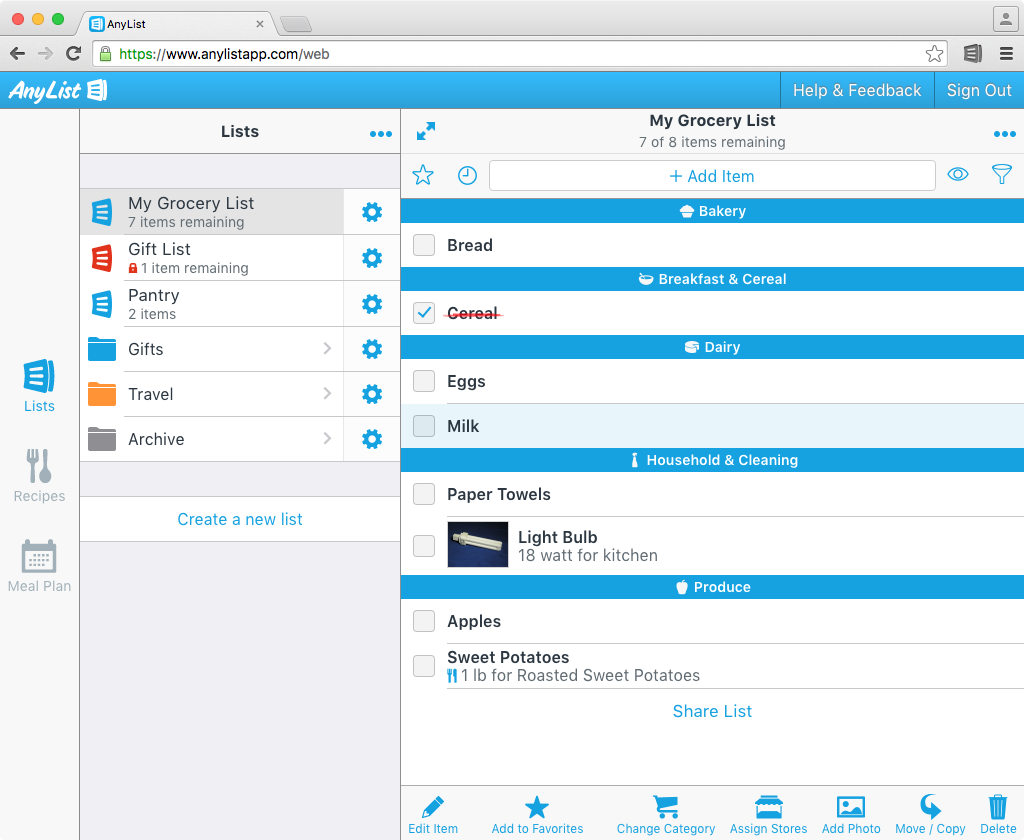 AnyList
https://www.anylistapp.com/web
AnyList
Help & Feedback
Sign Out
Lists
Recipes
Meal Plan
Lists
My Grocery List
7 items remaining
Gift List
1 item remaining
Pantry
2 items
Gifts
Travel
Archive
Create a new list
My Grocery List
7 of 8 items remaining
+ Add Item
Bakery
Bread
Breakfast & Cereal
Cereal
Dairy
Eggs
Milk
Household & Cleaning
Paper Towels
Light Bulb
18 watt for kitchen
Produce
Apples
Sweet Potatoes
1 lb for Roasted Sweet Potatoes
Share List
Edit Item
Add to Favorites
Change Category
Assign Stores
Add Photo
Move / Copy
Delete